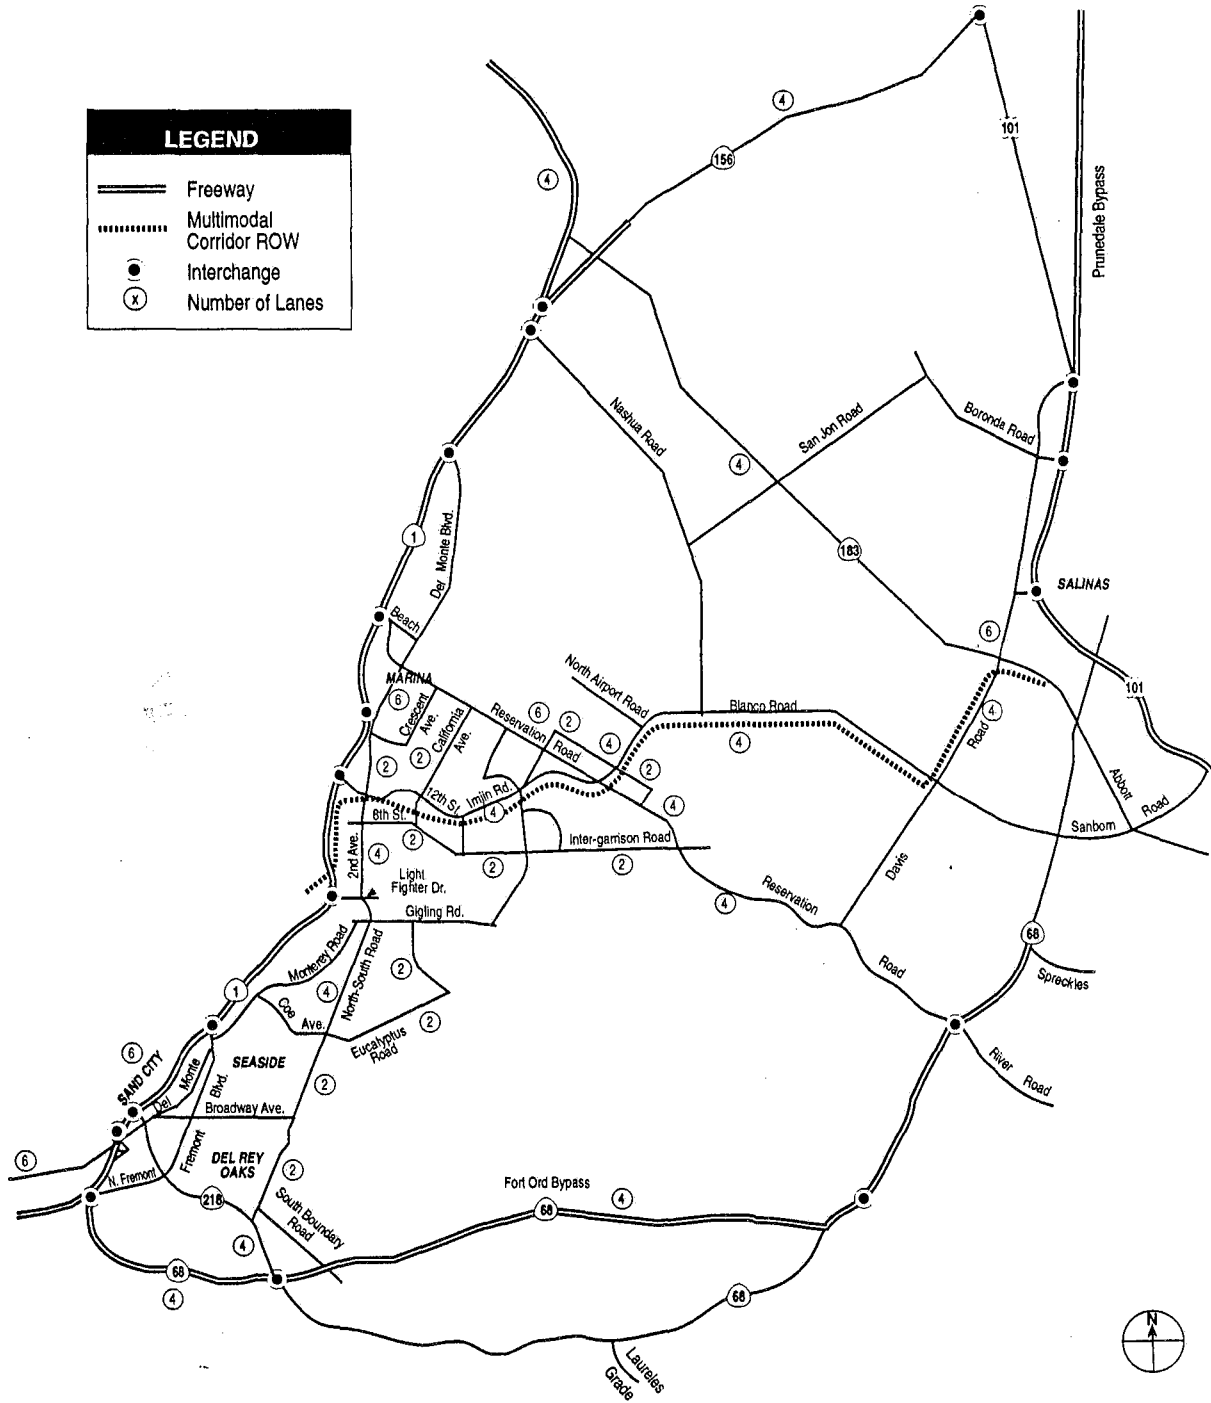 LEGEND
Freeway
Multimodal
Corridor ROW
Interchange
x
Number of Lanes
4
156
4
101
Prunedale Bypass
Nashua Road
4
San Jon Road
Boronda Road
183
1
Del Monte Blvd.
Beach
SALINAS
6
101
MARINA
6
Crescent
Ave.
California
Ave.
Reservation
Road
North Airport Road
6
2
4
2
4
Blanco Road
4
4
Davis
Road
Abbott
Road
Sanborn
2
2
12th St.
Imjin Rd.
4
8th St.
2
2
Inter-garrison Road
2
2nd Ave.
4
Light
Fighter Dr.
Gigling Rd.
Reservation
4
Road
68
Spreckles
River Road
Monterey Road
North-South Road
4
2
Coe
Ave.
Eucalyptus
Road
2
1
6
SAND CITY
Del Monte
Blvd.
SEASIDE
2
Broadway Ave.
Fremont
DEL REY
OAKS
2
6
N. Fremont
218
4
South Boundary
Road
Fort Ord Bypass
4
68
68
4
68
Laureles
Grade
N